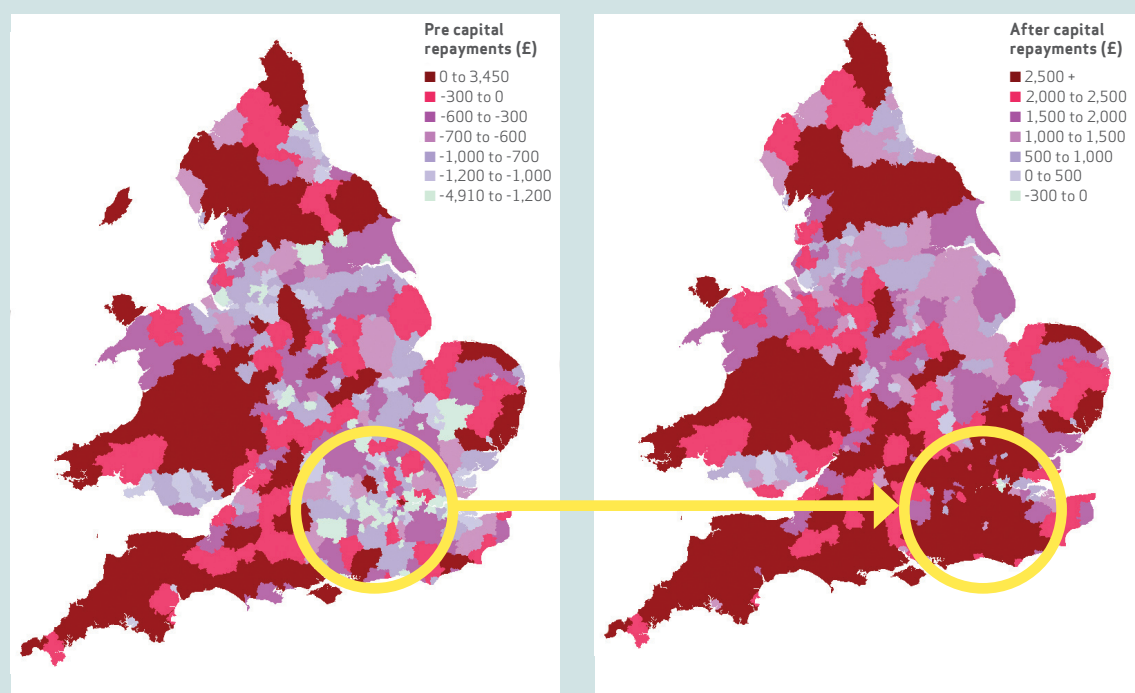 Pre capital
repayments (£)
0 to 3,450
-300 to 0
-600 to -300
-700 to -600
-1,000 to -700
-1,200 to -1,000
-4,910 to -1,200
After capital
repayments (£)
2,500 +
2,000 to 2,500
1,500 to 2,000
1,000 to 1,500
500 to 1,000
0 to 500
-300 to 0